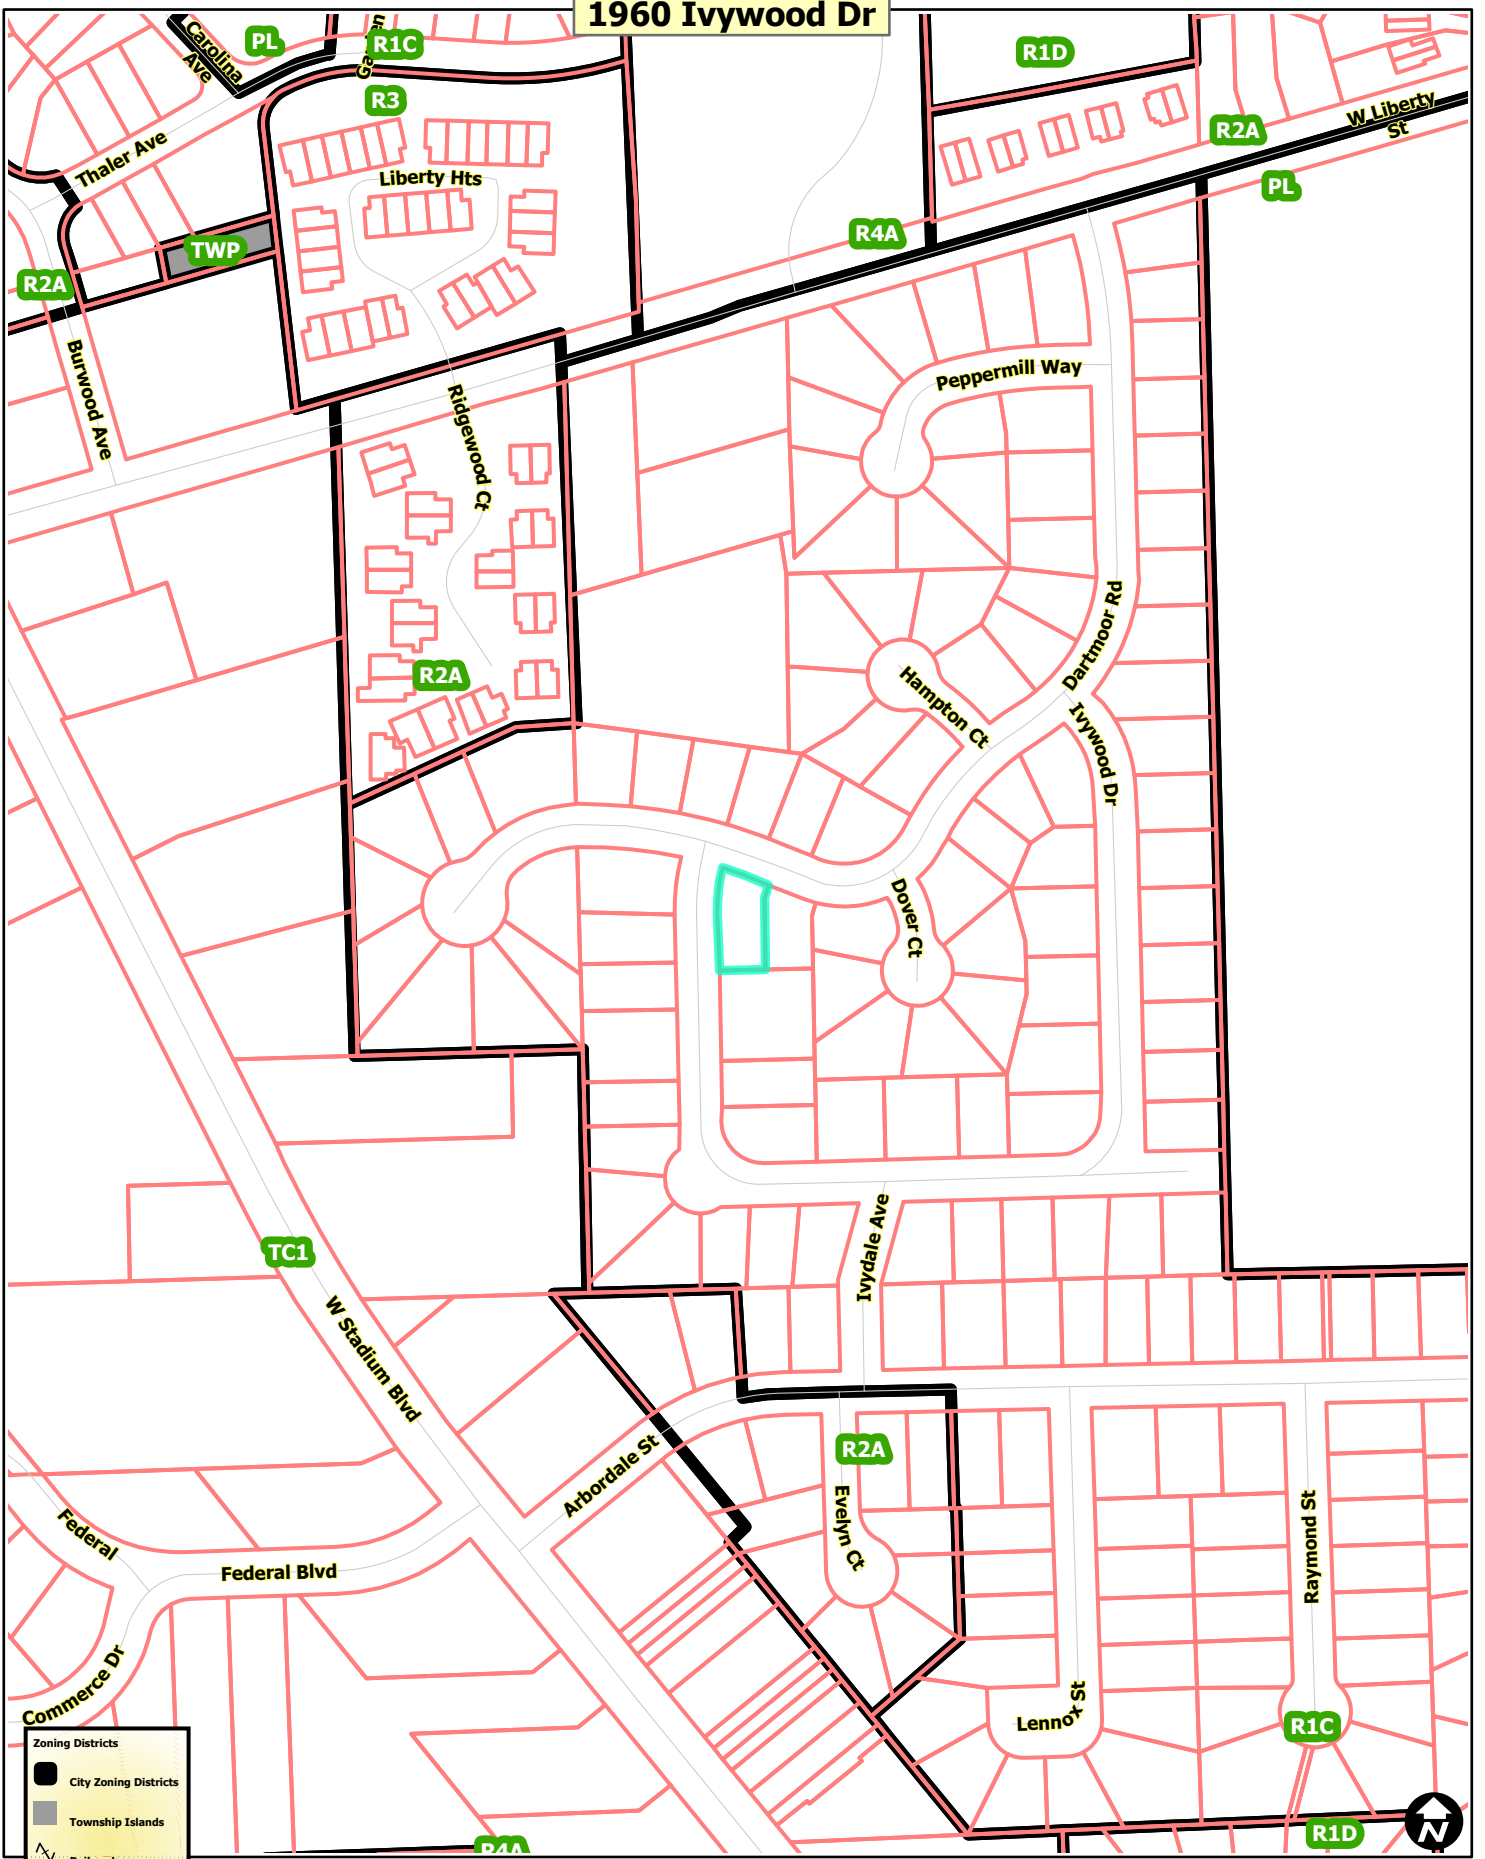 1960 Ivywood Dr
Carolina
Ave
PL
R1C
R1D
R3
W Liberty
St
R2A
Thaler Ave
Liberty Hts
PL
R4A
TWP
R2A
Burwood Ave
Peppermill Way
Ridgewood Ct
Dartmoor Rd
R2A
Hampton Ct
Ivywood Dr
Dover Ct
TC1
Ivydale Ave
W Stadium Blvd
Arbordale St
R2A
Evelyn Ct
Raymond St
Federal
Federal Blvd
Commerce Dr
Lennox St
R1C
Zoning Districts
City Zoning Districts
Township Islands
R4A
R1D
N